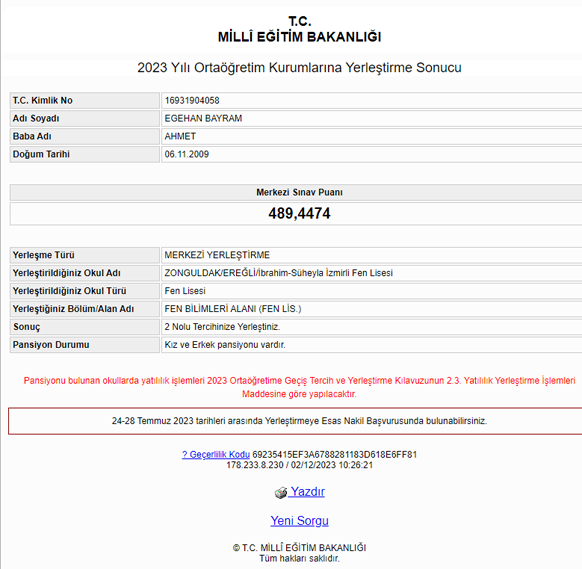 T.C.
MİLLÎ EĞİTİM BAKANLIĞI
2023 Yılı Ortaöğretim Kurumlarına Yerleştirme Sonucu
T.C. Kimlik No 16931904058
Adı Soyadı EGEHAN BAYRAM
Baba Adı AHMET
Doğum Tarihi 06.11.2009
Merkezi Sınav Puanı
489,4474
Yerleşme Türü MERKEZİ YERLEŞTİRME
Yerleştirildiğiniz Okul Adı ZONGULDAK/EREĞLİ/İbrahim-Süheyla İzmirli Fen Lisesi
Yerleştirildiğiniz Okul Türü Fen Lisesi
Yerleştiğiniz Bölüm/Alan Adı FEN BİLİMLERİ ALANI (FEN LİS.)
Sonuç 2 Nolu Tercihinize Yerleştiniz.
Pansiyon Durumu Kız ve Erkek pansiyonu vardır.
Pansiyonu bulunan okullarda yatılılık işlemleri 2023 Ortaöğretime Geçiş Tercih ve Yerleştirme Kılavuzunun 2.3. Yatılılık Yerleştirme İşlemleri
Maddesine göre yapılacaktır.
24-28 Temmuz 2023 tarihleri arasında Yerleştirmeye Esas Nakil Başvurusunda bulunabilirsiniz.
? Geçerlilik Kodu 69235415EF3A6788281183D618E6FF81
178.233.8.230 / 02/12/2023 10:26:21
Yazdır
Yeni Sorgu
© T.C. MİLLÎ EĞİTİM BAKANLIĞI
Tüm hakları saklıdır.